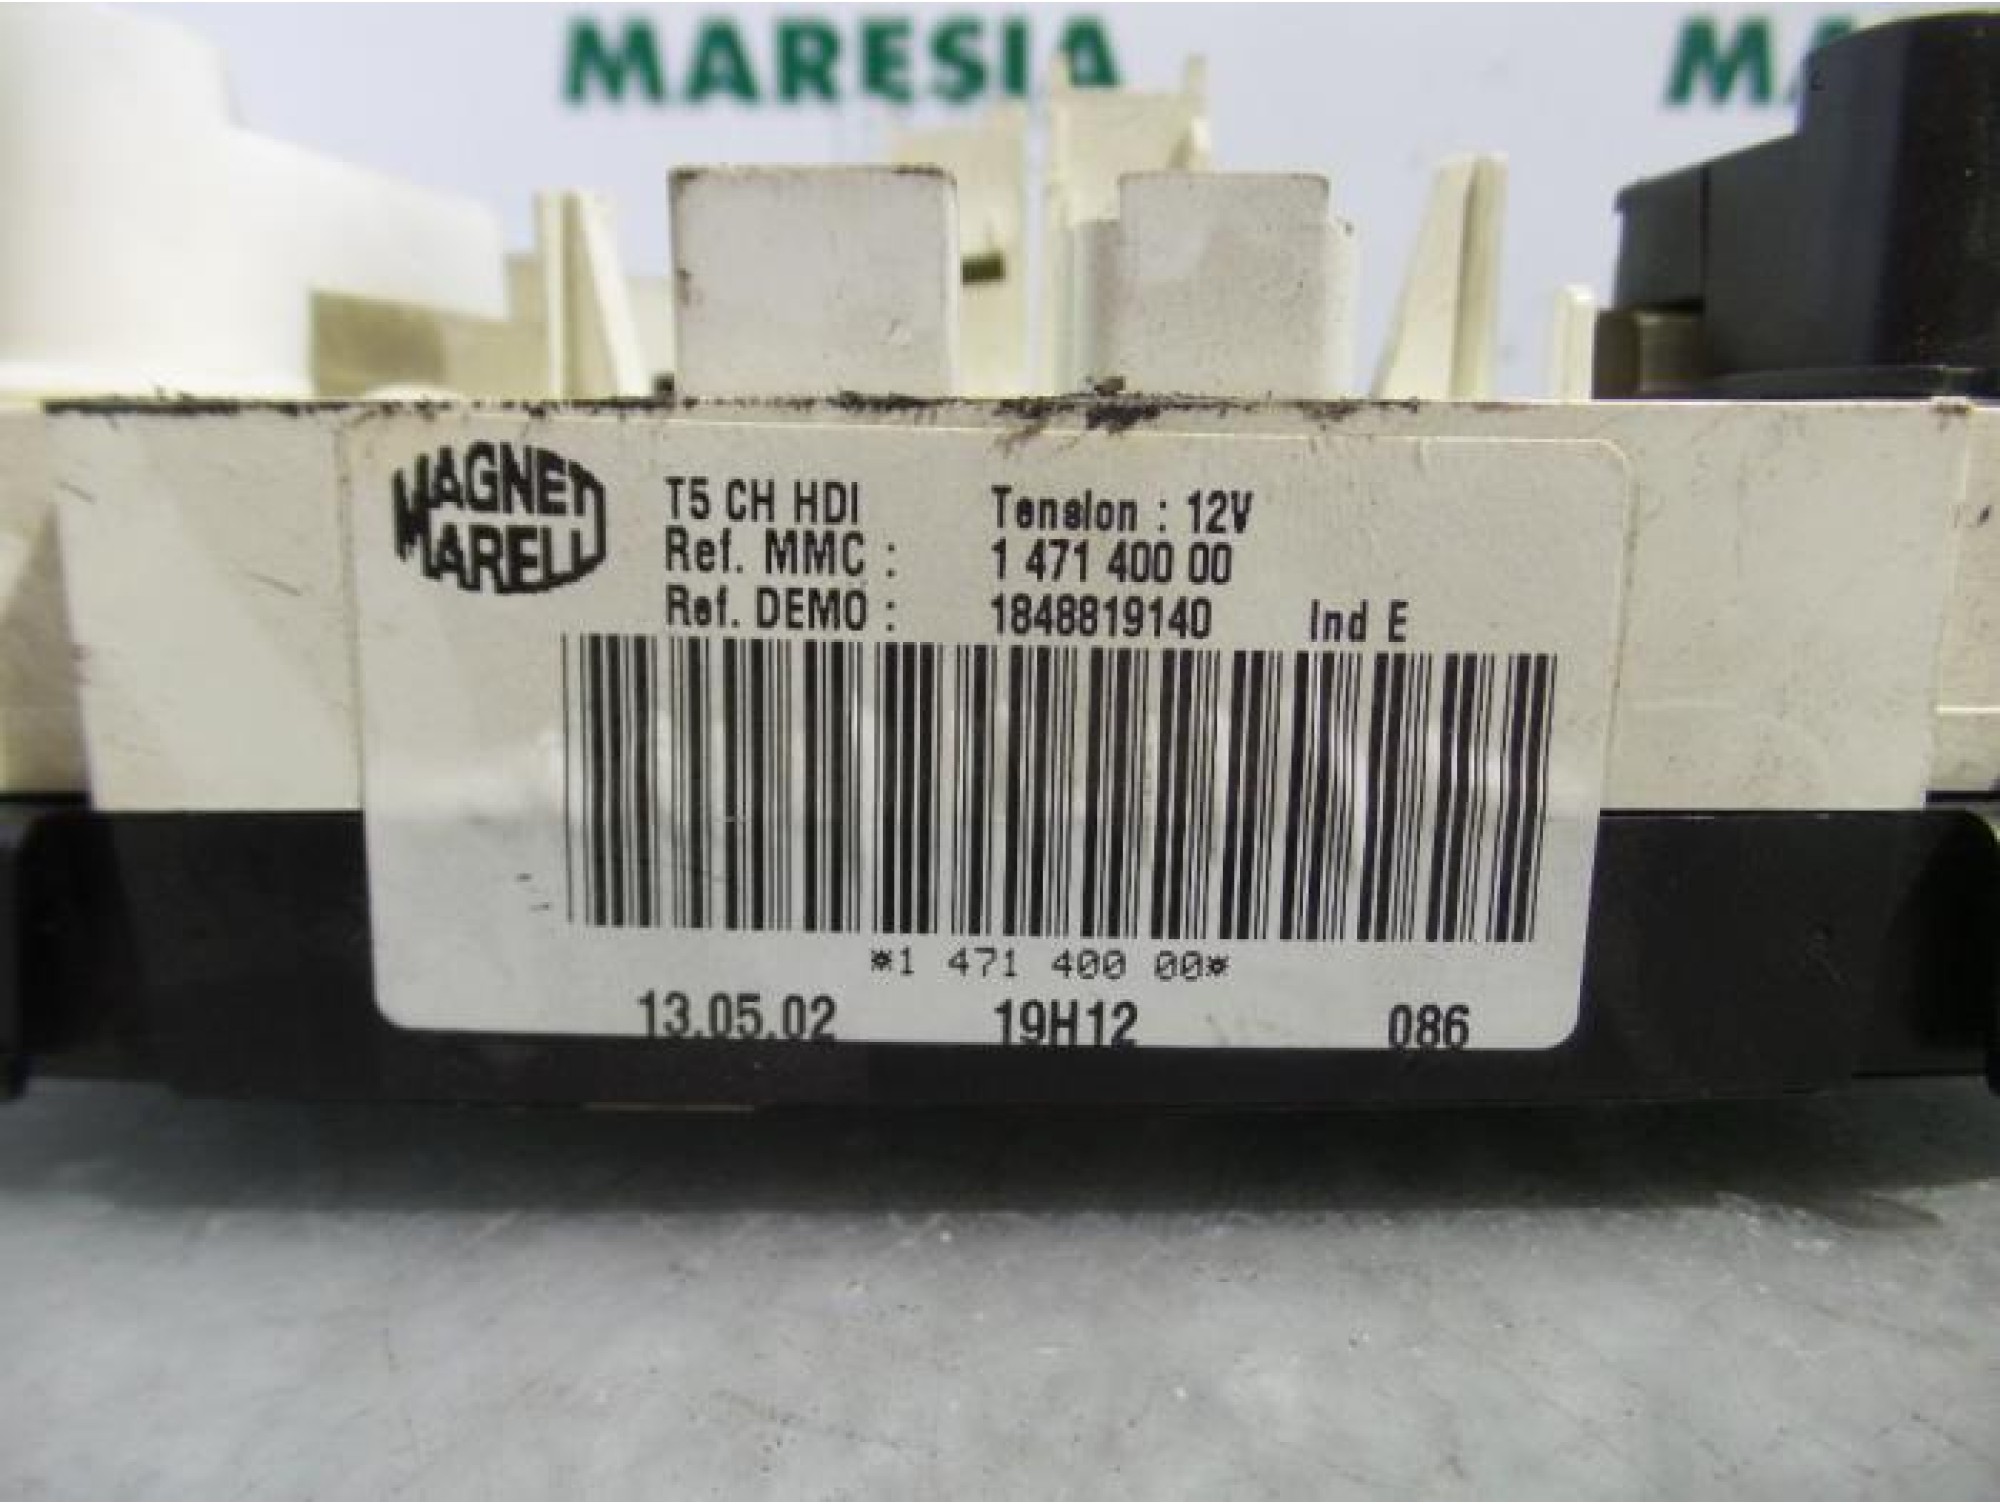 MARESIA MA
MAGNETI
MARELLI
T5 CH HDI Tension : 12V
Ref. MMC : 1 471 400 00
Ref. DEMO : 1848819140 Ind E
*1 471 400 00*
13.05.02 19H12 086